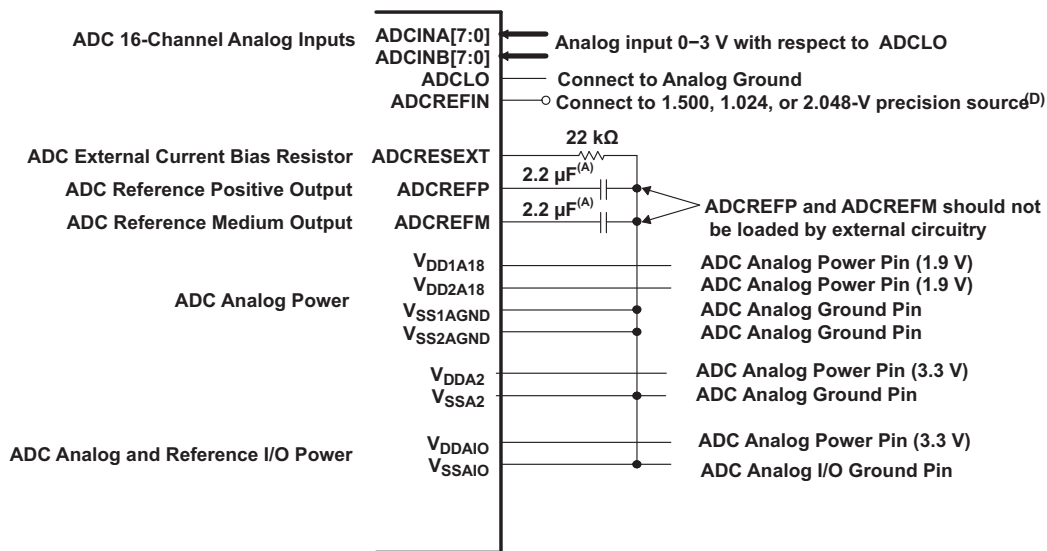 ADC 16-Channel Analog Inputs ADCINA[7:0] Analog input 0−3 V with respect to ADCLO
ADCINB[7:0]
ADCLO Connect to Analog Ground
ADCREFIN Connect to 1.500, 1.024, or 2.048-V precision source(D)
22 kΩ
ADC External Current Bias Resistor ADCRESEXT
2.2 μF(A)
ADC Reference Positive Output ADCREFP
2.2 μF(A)
ADC Reference Medium Output ADCREFM
ADCREFP and ADCREFM should not
be loaded by external circuitry
VDD1A18 ADC Analog Power Pin (1.9 V)
VDD2A18 ADC Analog Power Pin (1.9 V)
ADC Analog Power
VSS1AGND ADC Analog Ground Pin
VSS2AGND ADC Analog Ground Pin
VDDA2 ADC Analog Power Pin (3.3 V)
VSSA2 ADC Analog Ground Pin
VDDAIO ADC Analog Power Pin (3.3 V)
ADC Analog and Reference I/O Power
VSSAIO ADC Analog I/O Ground Pin